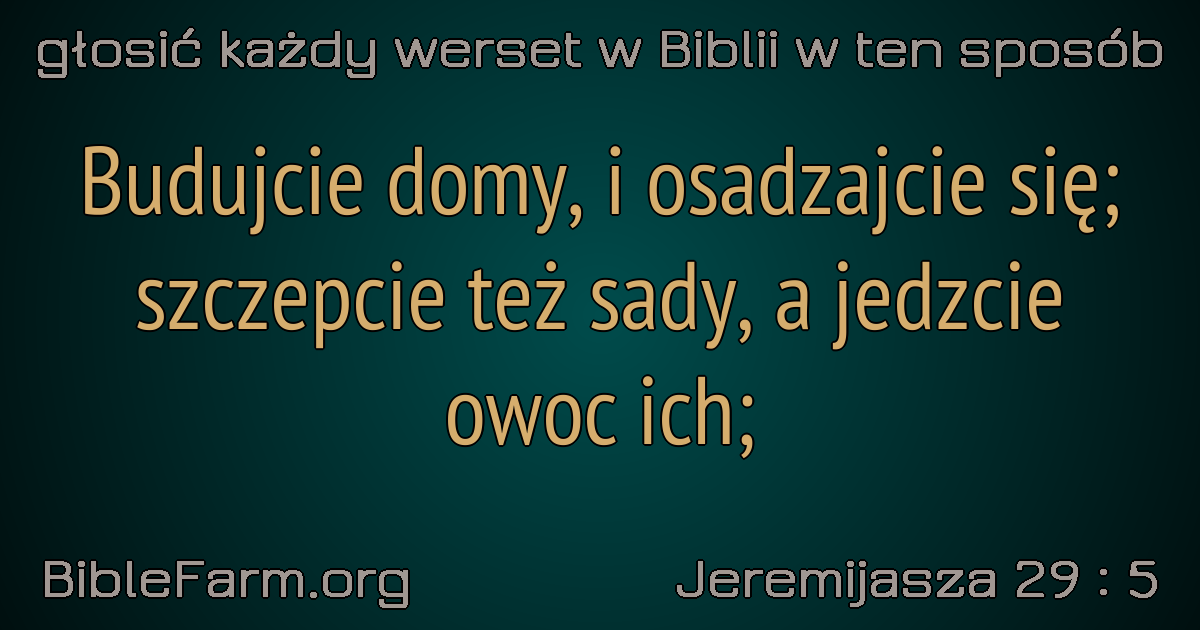 głosić każdy werset w Biblii w ten sposób
Budujcie domy, i osadzajcie się;
szczepcie też sady, a jedzcie
owoc ich;
BibleFarm.org
Jeremijasza 29 : 5